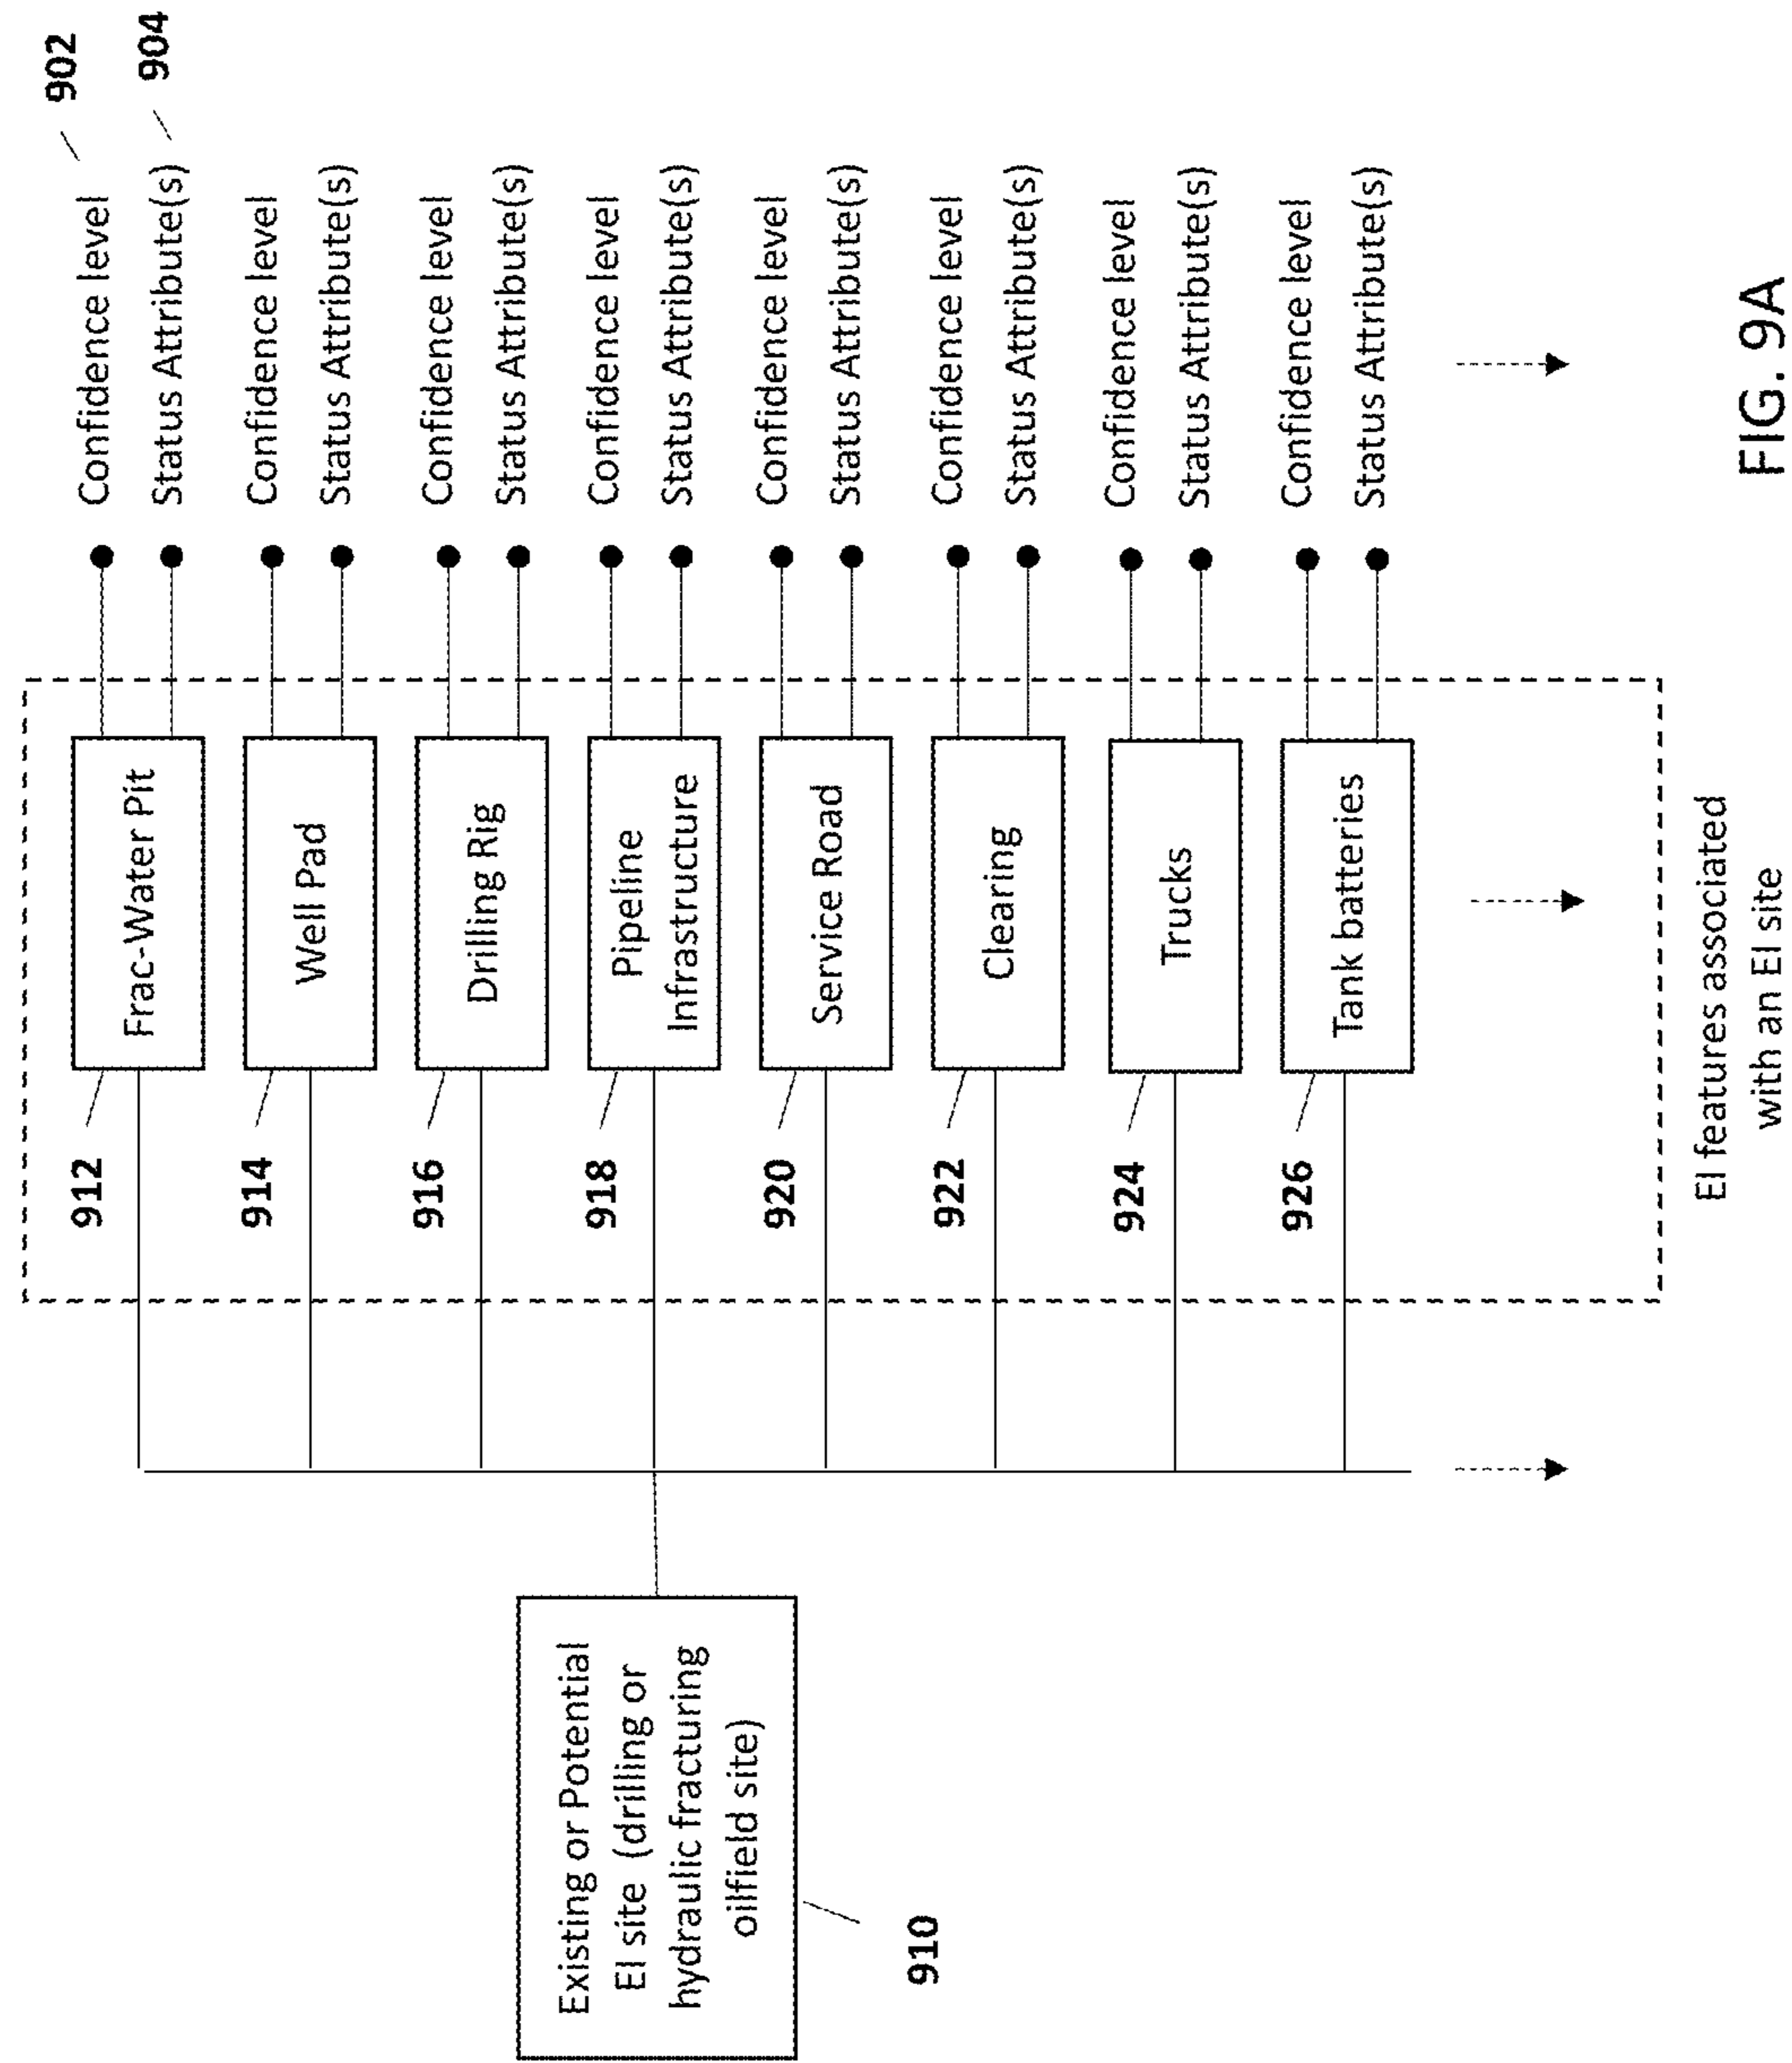 902
904
Confidence level
Status Attribute(s)
Confidence level
Status Attribute(s)
Confidence level
Status Attribute(s)
Confidence level
Status Attribute(s)
Confidence level
Status Attribute(s)
Confidence level
Status Attribute(s)
Confidence level
Status Attribute(s)
Confidence level
Status Attribute(s)
912
Frac-Water Pit
914
Well Pad
916
Drilling Rig
918
Pipeline
Infrastructure
920
Service Road
922
Clearing
924
Trucks
926
Tank batteries
Existing or Potential
EI site (drilling or
hydraulic fracturing
oilfield site)
910
EI features associated
with an EI site
FIG. 9A